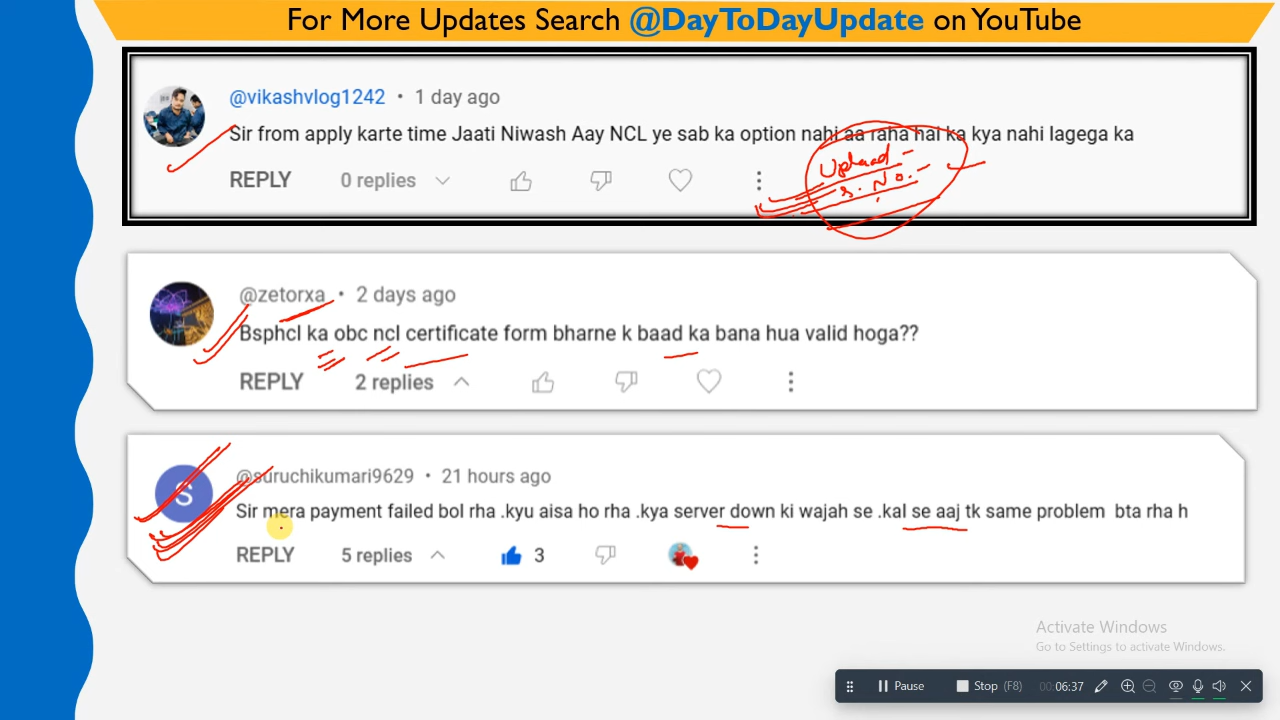 For More Updates Search @DayToDayUpdate on YouTube
@vikashvlog1242 • 1 day ago
Sir from apply karte time Jaati Niwash Aay NCL ye sab ka option nahi aa raha hai ka kya nahi lagega ka
Upload -
S. No. -
REPLY 0 replies
@zetorxa • 2 days ago
Bsphcl ka obc ncl certificate form bharne k baad ka bana hua valid hoga??
REPLY 2 replies
S
@suruchikumari9629 • 21 hours ago
Sir mera payment failed bol rha .kyu aisa ho rha .kya server down ki wajah se .kal se aaj tk same problem bta rha h
REPLY 5 replies 3
Activate Windows
Go to Settings to activate Windows.
Pause Stop (F8) 00:06:37